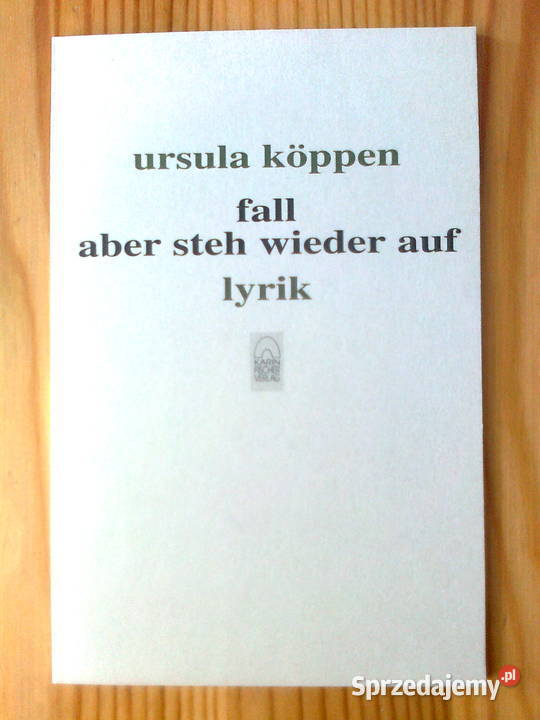 ursula köppen
fall
aber steh wieder auf
lyrik
KARIN
FISCHER
VERLAG
Sprzedajemy.pl